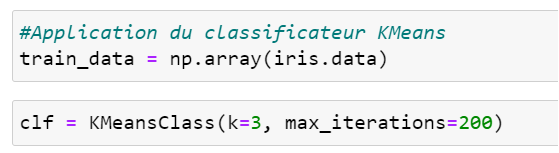 #Application du classificateur KMeans
train_data = np.array(iris.data)
clf = KMeansClass(k=3, max_iterations=200)